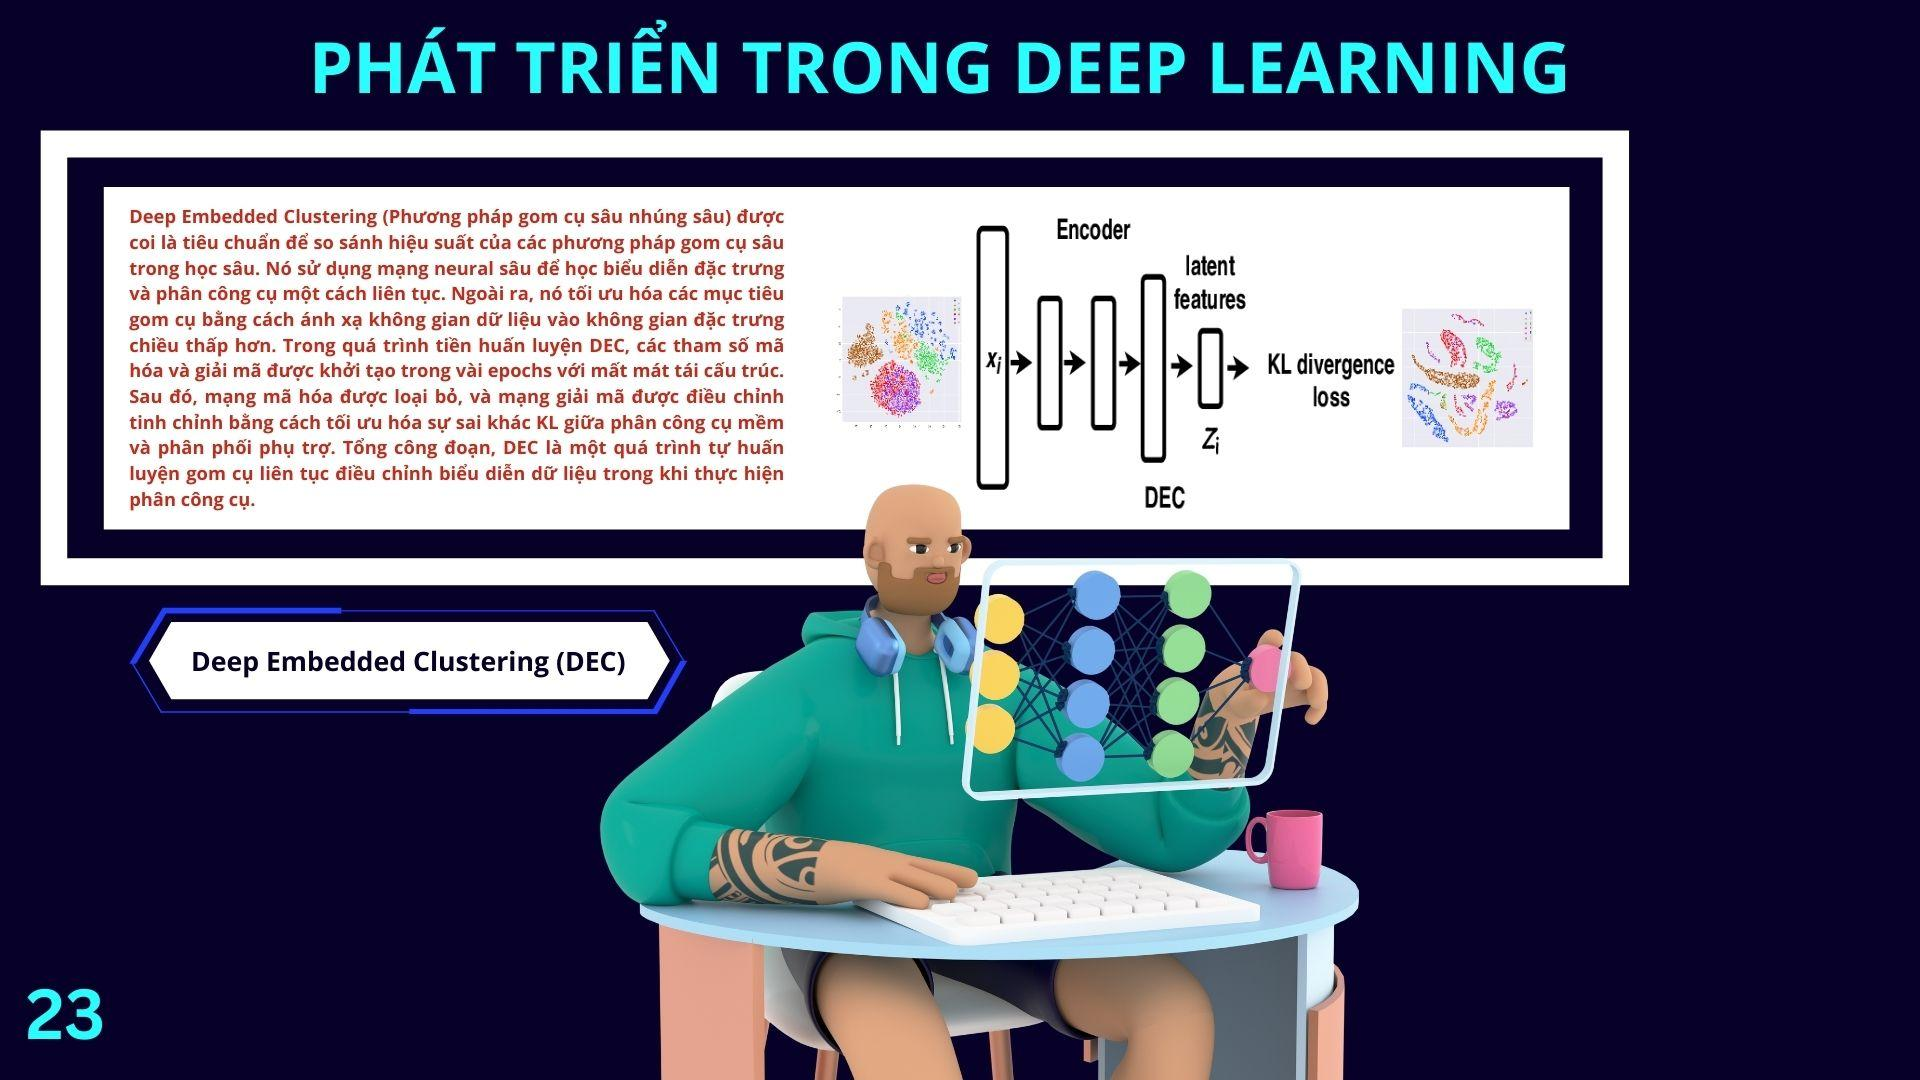 PHÁT TRIỂN TRONG DEEP LEARNING
Deep Embedded Clustering (Phương pháp gom cụ sâu nhúng sâu) được
coi là tiêu chuẩn để so sánh hiệu suất của các phương pháp gom cụ sâu
trong học sâu. Nó sử dụng mạng neural sâu để học biểu diễn đặc trưng
và phân công cụ một cách liên tục. Ngoài ra, nó tối ưu hóa các mục tiêu
gom cụ bằng cách ánh xạ không gian dữ liệu vào không gian đặc trưng
chiều thấp hơn. Trong quá trình tiền huấn luyện DEC, các tham số mã
hóa và giải mã được khởi tạo trong vài epochs với mất mát tái cấu trúc.
Sau đó, mạng mã hóa được loại bỏ, và mạng giải mã được điều chỉnh
tinh chỉnh bằng cách tối ưu hóa sự sai khác KL giữa phân công cụ mềm
và phân phối phụ trợ. Tổng công đoạn, DEC là một quá trình tự huấn
luyện gom cụ liên tục điều chỉnh biểu diễn dữ liệu trong khi thực hiện
phân công cụ.
Encoder
latent
features
xi
KL divergence
loss
Zi
DEC
Deep Embedded Clustering (DEC)
23